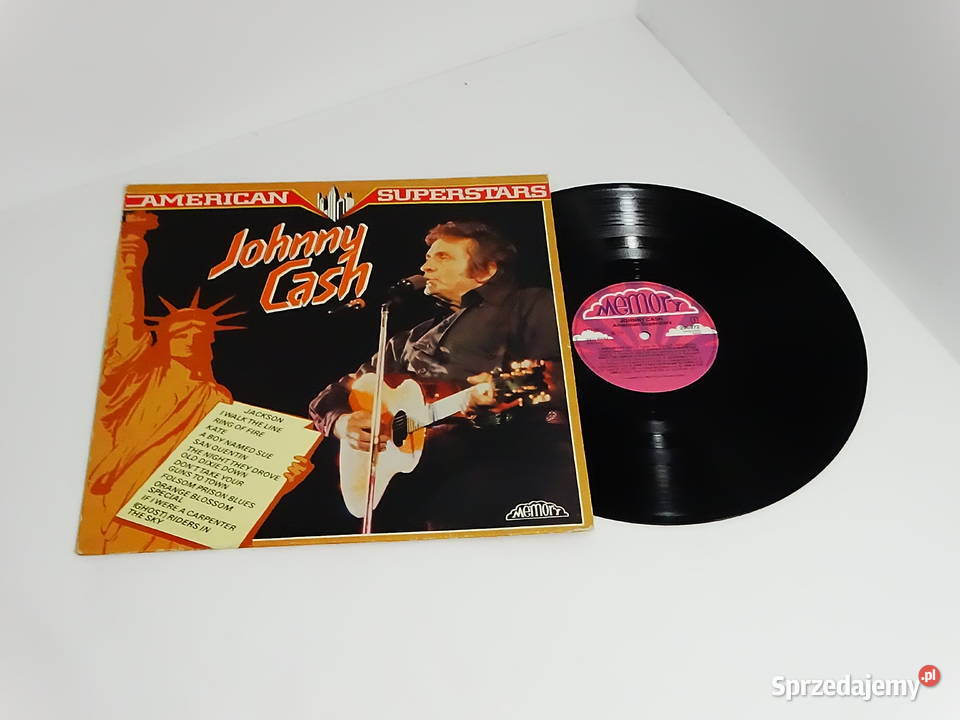 AMERICAN SUPERSTARS
Johnny
Cash
JACKSON
I WALK THE LINE
RING OF FIRE
KATE
A BOY NAMED SUE
SAN QUENTIN
THE NIGHT THEY DROVE
OLD DIXIE DOWN
DON'T TAKE YOUR
GUNS TO TOWN
FOLSOM PRISON BLUES
ORANGE BLOSSOM
SPECIAL
IF I WERE A CARPENTER
(GHOST) RIDERS IN
THE SKY
MEMORY
MEMORY
JOHNNY CASH
American Superstars
Sprzedajemy.pl